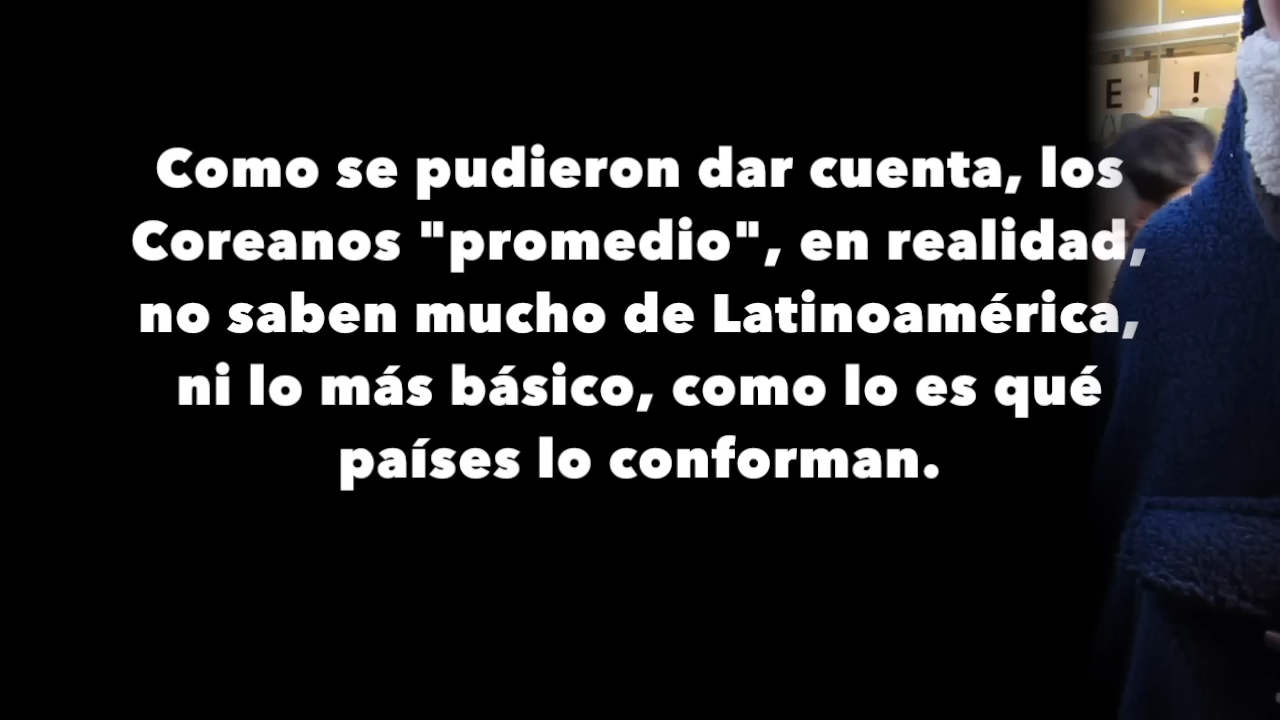 E !
Como se pudieron dar cuenta, los
Coreanos "promedio", en realidad,
no saben mucho de Latinoamérica,
ni lo más básico, como lo es qué
países lo conforman.